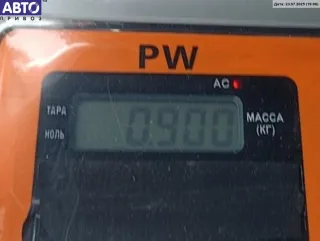 АВТО
ПРИВОЗ
PW
AC
ТАРА
НОЛЬ
0.900
МАССА
(КГ)